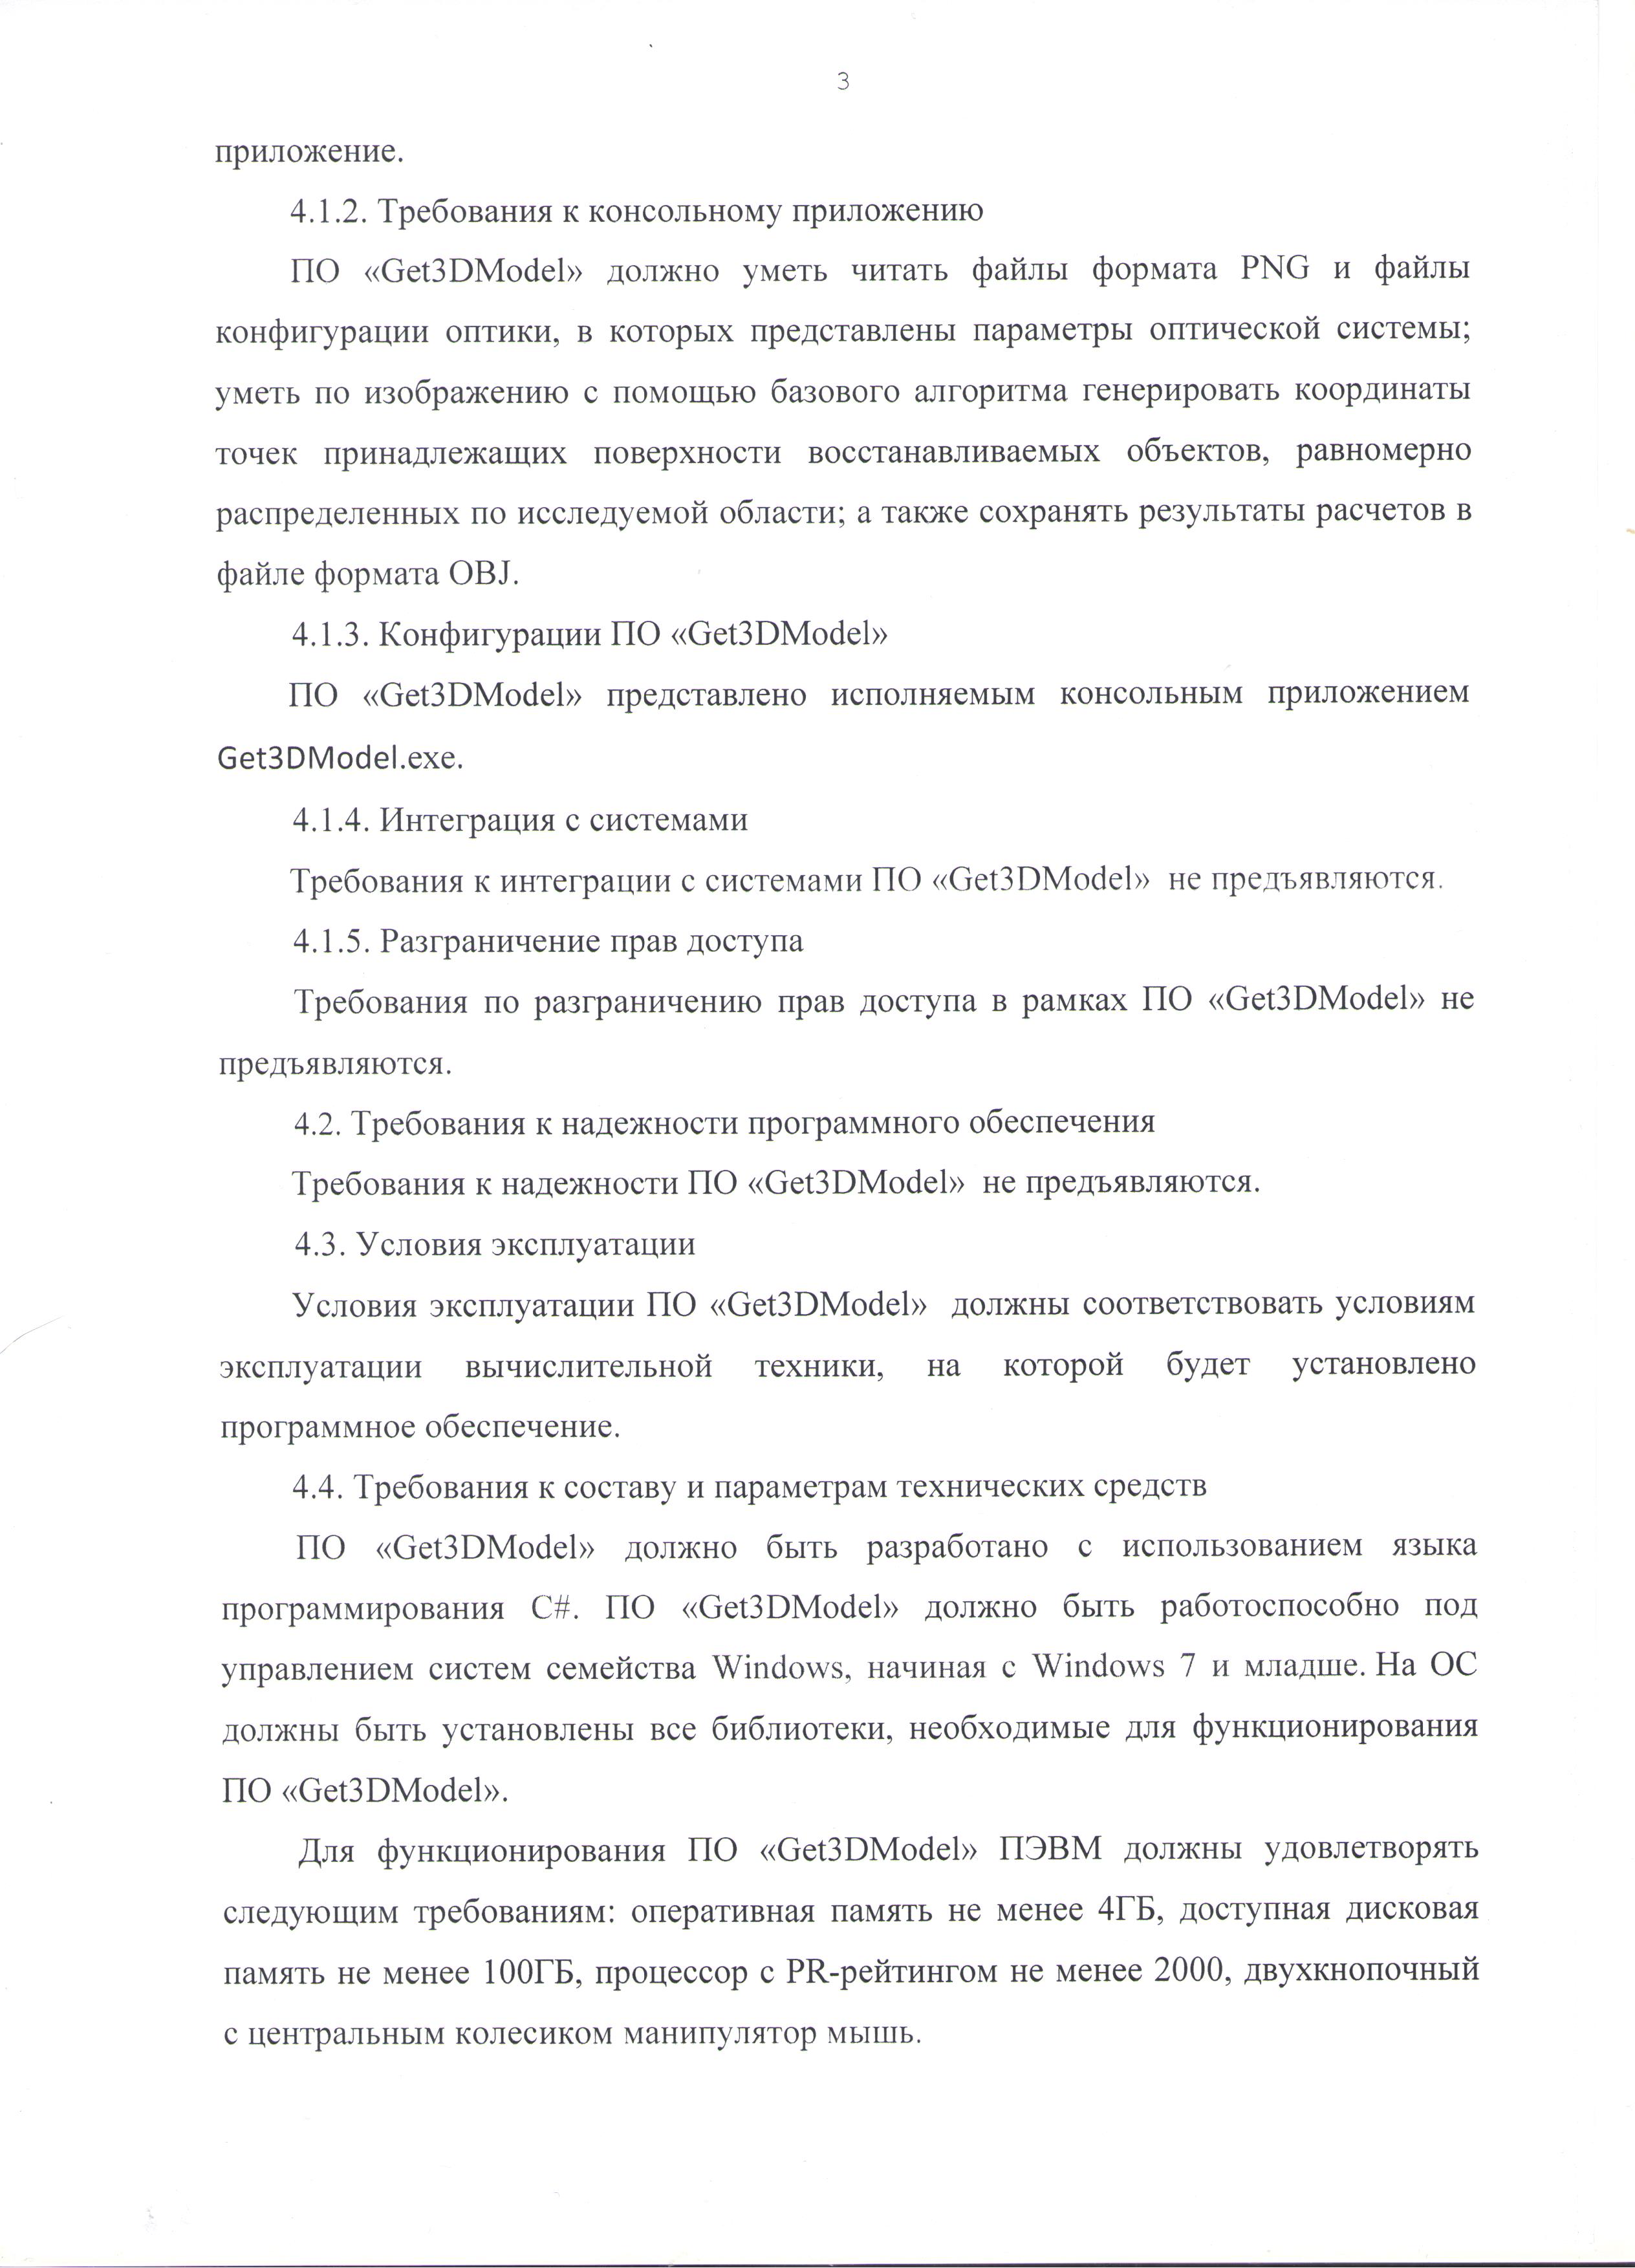 3
приложение.
4.1.2. Требования к консольному приложению
ПО «Get3DModel» должно уметь читать файлы формата PNG и файлы
конфигурации оптики, в которых представлены параметры оптической системы;
уметь по изображению с помощью базового алгоритма генерировать координаты
точек принадлежащих поверхности восстанавливаемых объектов, равномерно
распределенных по исследуемой области; а также сохранять результаты расчетов в
файле формата OBJ.
4.1.3. Конфигурации ПО «Get3DModel»
ПО «Get3DModel» представлено исполняемым консольным приложением
Get3DModel.exe.
4.1.4. Интеграция с системами
Требования к интеграции с системами ПО «Get3DModel» не предъявляются.
4.1.5. Разграничение прав доступа
Требования по разграничению прав доступа в рамках ПО «Get3DModel» не
предъявляются.
4.2. Требования к надежности программного обеспечения
Требования к надежности ПО «Get3DModel» не предъявляются.
4.3. Условия эксплуатации
Условия эксплуатации ПО «Get3DModel» должны соответствовать условиям
эксплуатации вычислительной техники, на которой будет установлено
программное обеспечение.
4.4. Требования к составу и параметрам технических средств
ПО «Get3DModel» должно быть разработано с использованием языка
программирования C#. ПО «Get3DModel» должно быть работоспособно под
управлением систем семейства Windows, начиная с Windows 7 и младше. На ОС
должны быть установлены все библиотеки, необходимые для функционирования
ПО «Get3DModel».
Для функционирования ПО «Get3DModel» ПЭВМ должны удовлетворять
следующим требованиям: оперативная память не менее 4ГБ, доступная дисковая
память не менее 100ГБ, процессор с PR-рейтингом не менее 2000, двухкнопочный
с центральным колесиком манипулятор мышь.